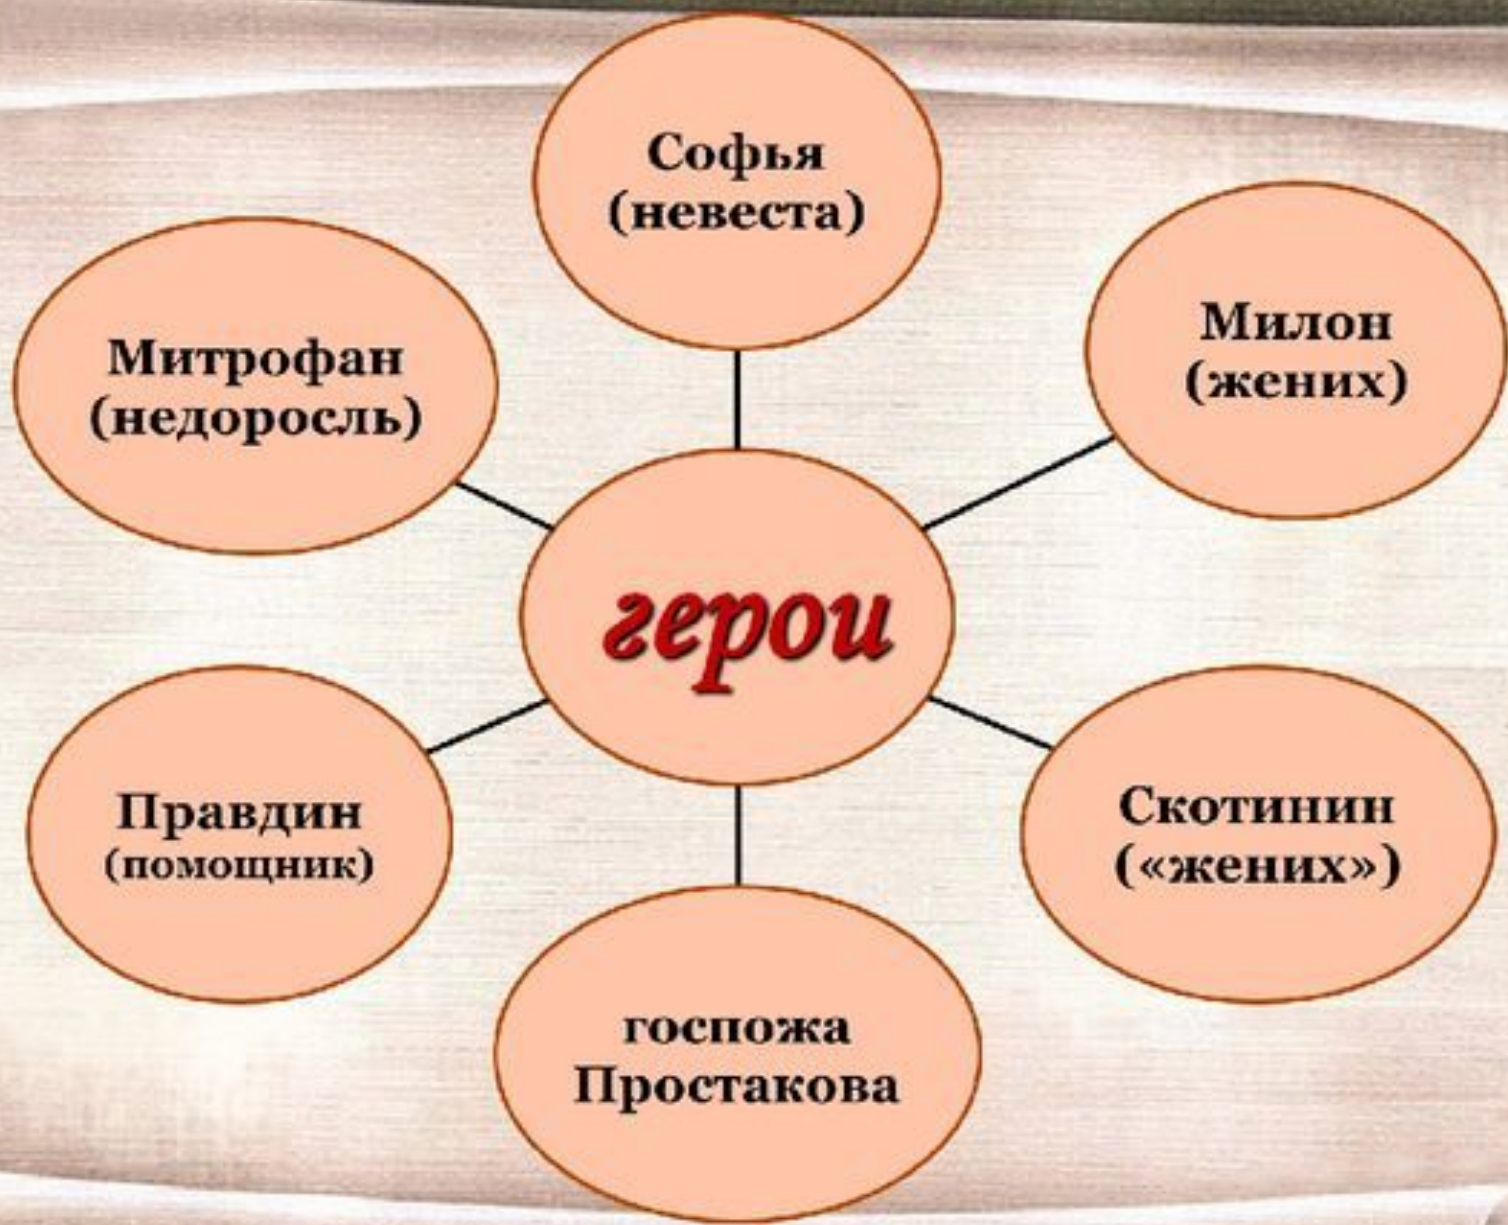 Софья
(невеста)
Милон
(жених)
Митрофан
(недоросль)
герои
Правдин
(помощник)
Скотинин
(«жених»)
госпожа
Простакова